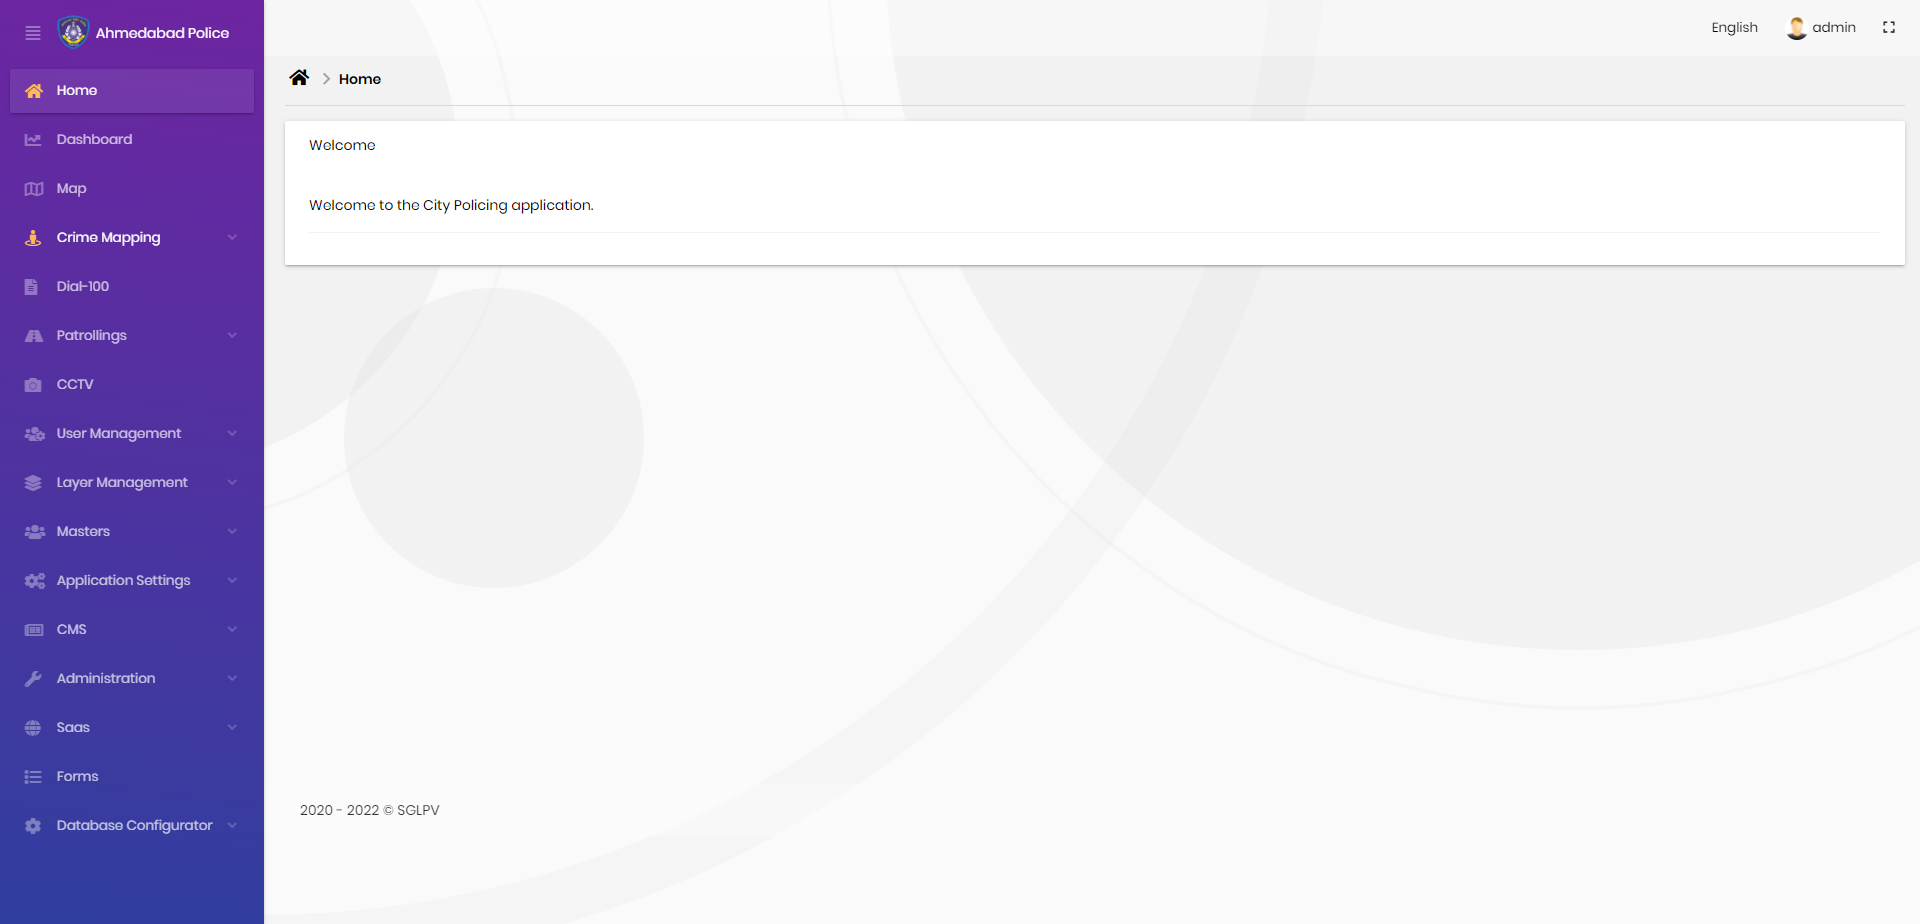 Ahmedabad Police
Home
Dashboard
Map
Crime Mapping
Dial-100
Patrollings
CCTV
User Management
Layer Management
Masters
Application Settings
CMS
Administration
Saas
Forms
Database Configurator
English
admin
Home
Welcome
Welcome to the City Policing application.
2020 - 2022 © SGLPV